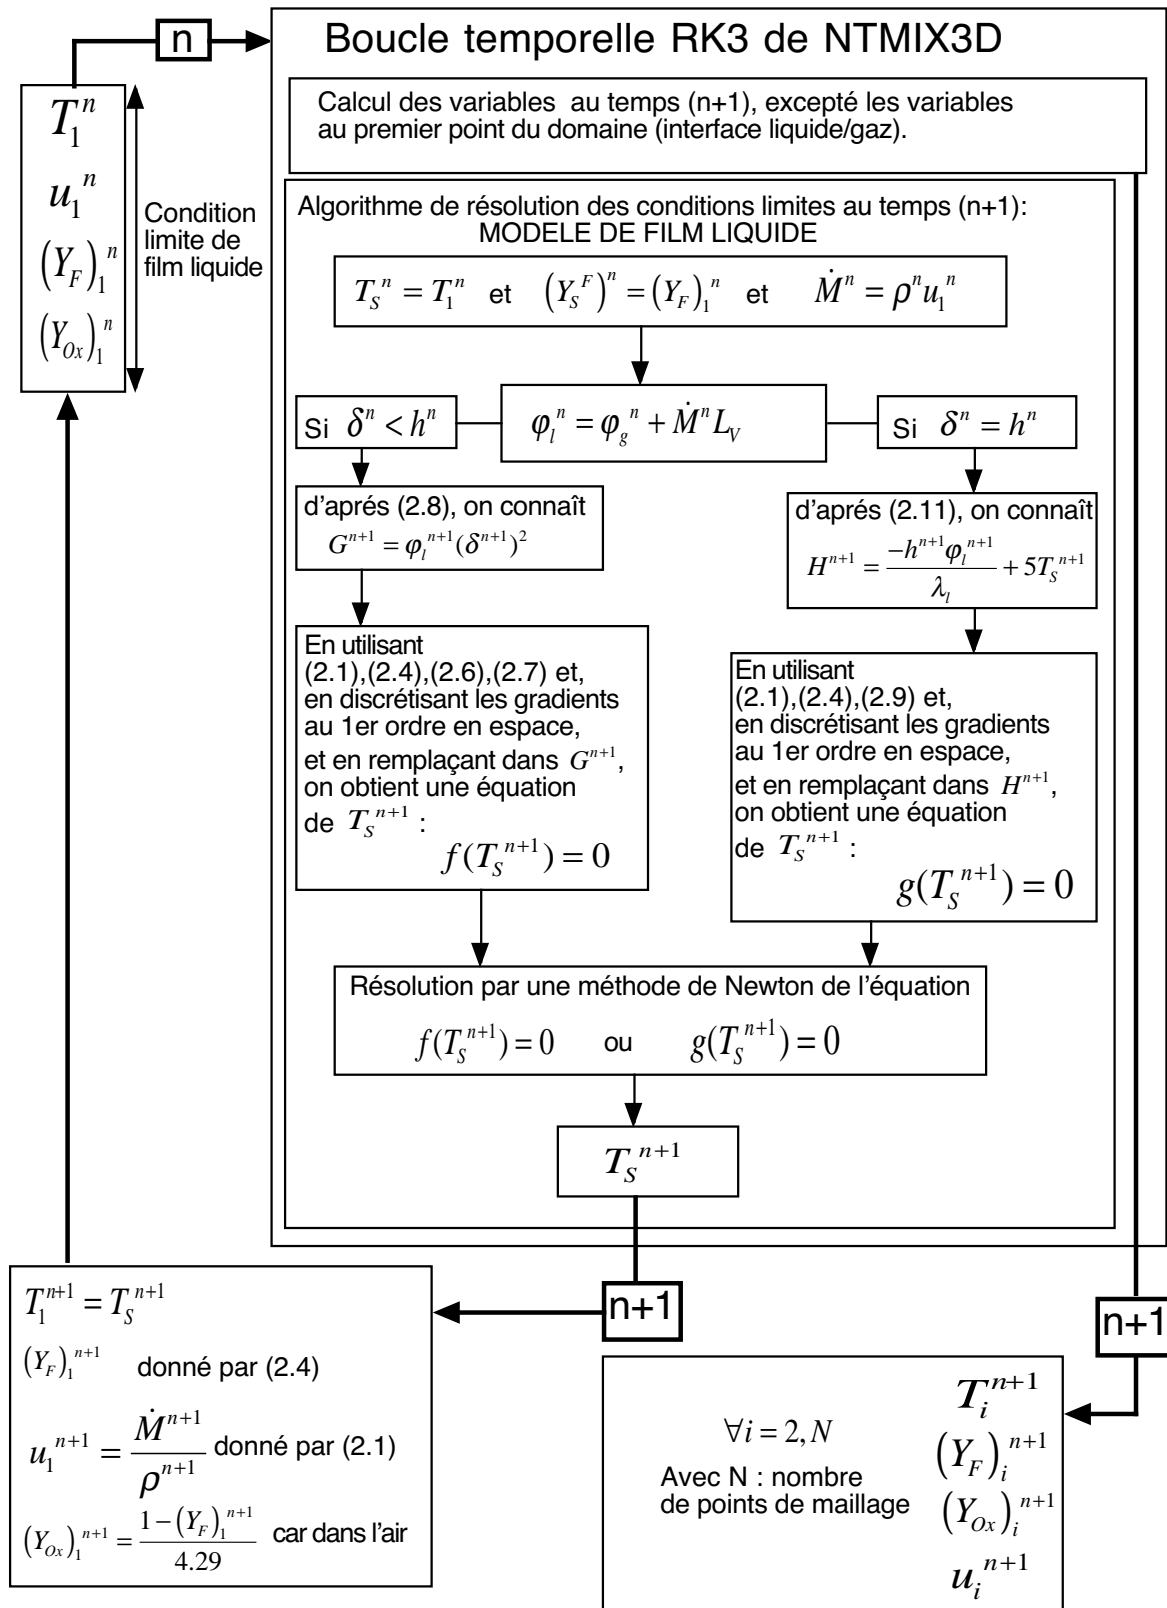 n
Boucle temporelle RK3 de NTMIX3D
T_1^n
u_1^n
(Y_F)_1^n
(Y_{Ox})_1^n
Condition
limite de
film liquide
Calcul des variables au temps (n+1), excepté les variables
au premier point du domaine (interface liquide/gaz).
Algorithme de résolution des conditions limites au temps (n+1):
MODELE DE FILM LIQUIDE
T_S^n = T_1^n et (Y_S^F)^n = (Y_F)_1^n et Ṁ^n = ρ^n u_1^n
Si δ^n < h^n
φ_l^n = φ_g^n + Ṁ^n L_V
Si δ^n = h^n
d'aprés (2.8), on connaît
G^{n+1} = φ_l^{n+1}(δ^{n+1})^2
d'aprés (2.11), on connaît
H^{n+1} = \frac{-h^{n+1}φ_l^{n+1}}{λ_l} + 5T_S^{n+1}
En utilisant
(2.1),(2.4),(2.6),(2.7) et,
en discrétisant les gradients
au 1er ordre en espace,
et en remplaçant dans G^{n+1},
on obtient une équation
de T_S^{n+1} :
f(T_S^{n+1}) = 0
En utilisant
(2.1),(2.4),(2.9) et,
en discrétisant les gradients
au 1er ordre en espace,
et en remplaçant dans H^{n+1},
on obtient une équation
de T_S^{n+1} :
g(T_S^{n+1}) = 0
Résolution par une méthode de Newton de l'équation
f(T_S^{n+1}) = 0 ou g(T_S^{n+1}) = 0
T_S^{n+1}
n+1
n+1
T_1^{n+1} = T_S^{n+1}
(Y_F)_1^{n+1} donné par (2.4)
u_1^{n+1} = \frac{Ṁ^{n+1}}{ρ^{n+1}} donné par (2.1)
(Y_{Ox})_1^{n+1} = \frac{1-(Y_F)_1^{n+1}}{4.29} car dans l'air
∀i = 2, N
Avec N : nombre
de points de maillage
T_i^{n+1}
(Y_F)_i^{n+1}
(Y_{Ox})_i^{n+1}
u_i^{n+1}